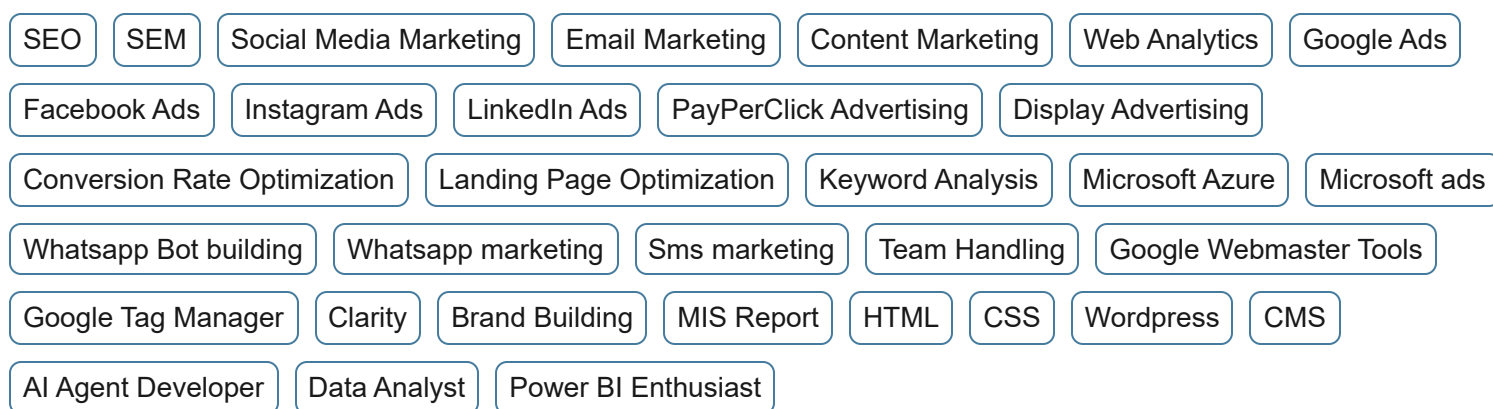 SEO SEM Social Media Marketing Email Marketing Content Marketing Web Analytics Google Ads
Facebook Ads Instagram Ads LinkedIn Ads PayPerClick Advertising Display Advertising
Conversion Rate Optimization Landing Page Optimization Keyword Analysis Microsoft Azure Microsoft ads
Whatsapp Bot building Whatsapp marketing Sms marketing Team Handling Google Webmaster Tools
Google Tag Manager Clarity Brand Building MIS Report HTML CSS Wordpress CMS
AI Agent Developer Data Analyst Power BI Enthusiast